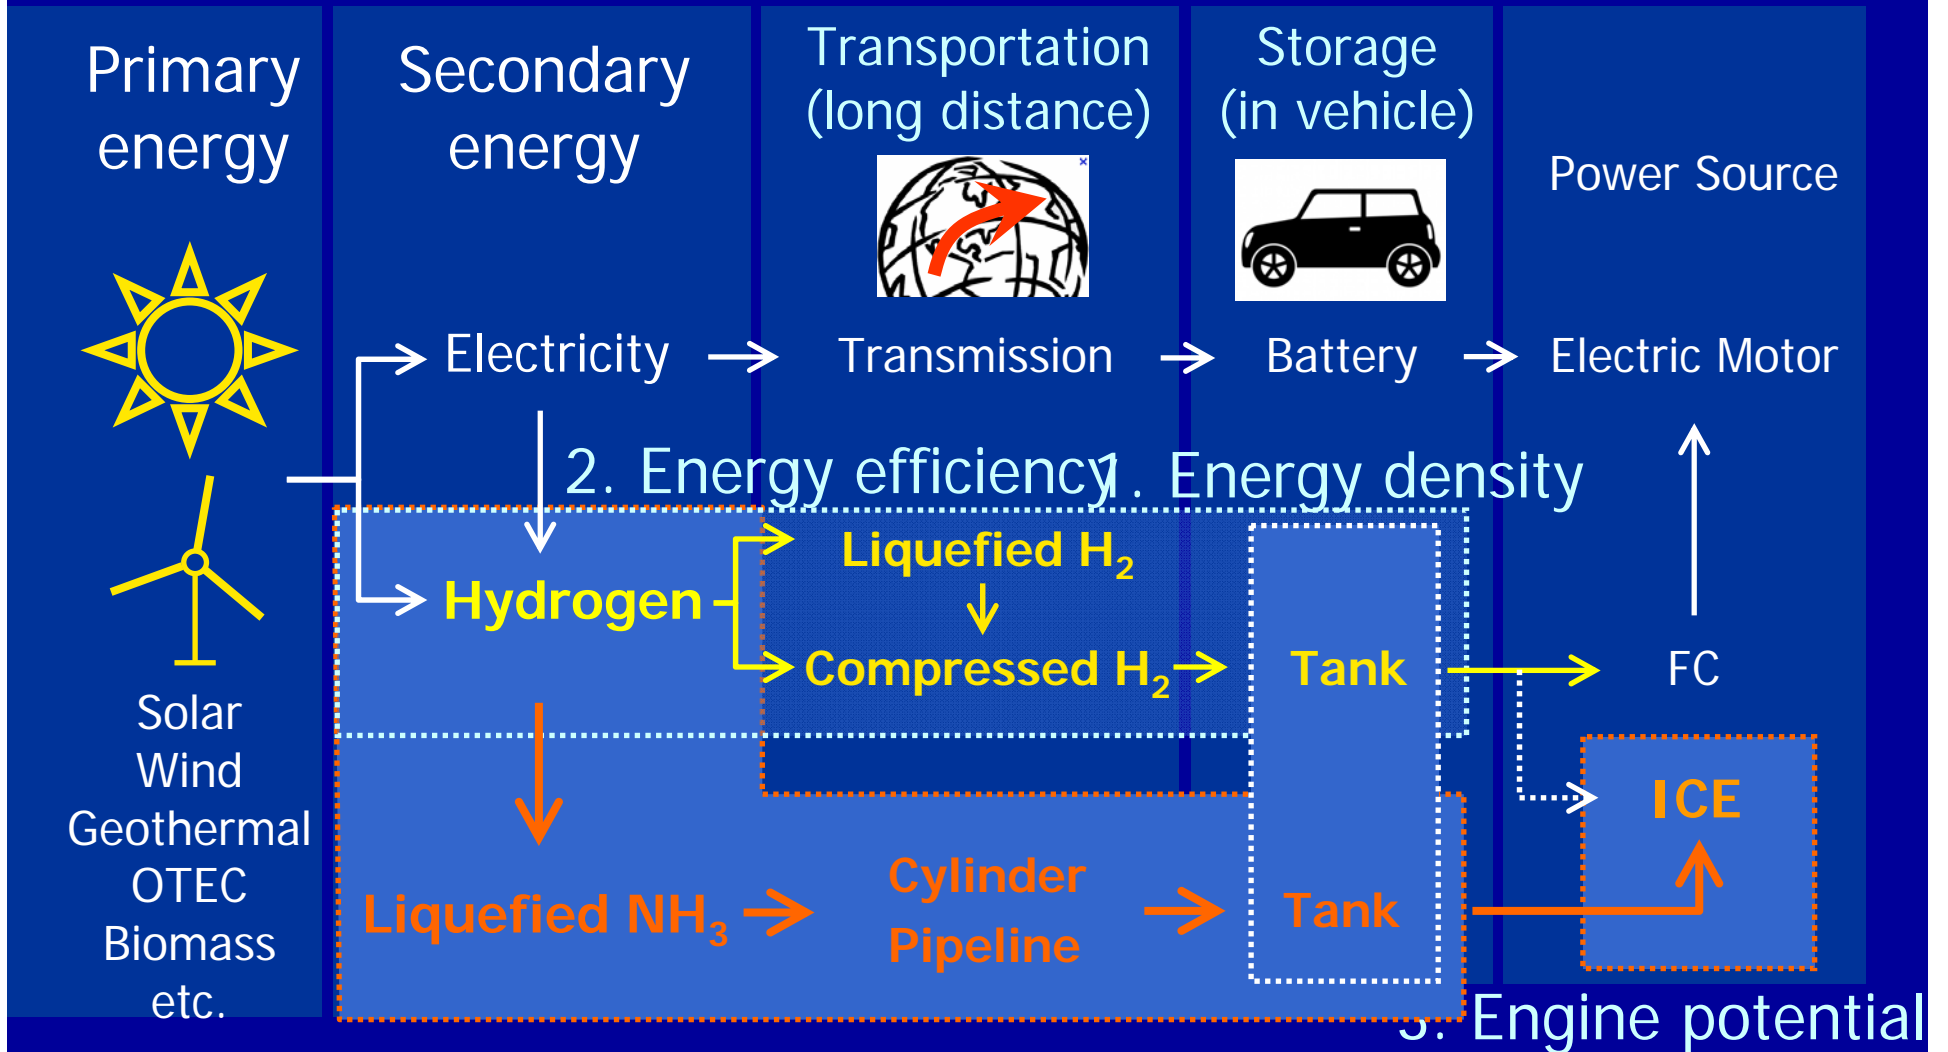 Primary
energy
Secondary
energy
Transportation
(long distance)
Storage
(in vehicle)
Power Source
Electricity
Transmission
Battery
Electric Motor
2. Energy efficiency
1. Energy density
Hydrogen
Liquefied H₂
Compressed H₂
Tank
FC
Solar
Wind
Geothermal
OTEC
Biomass
etc.
Liquefied NH₃
Cylinder
Pipeline
Tank
ICE
3. Engine potential